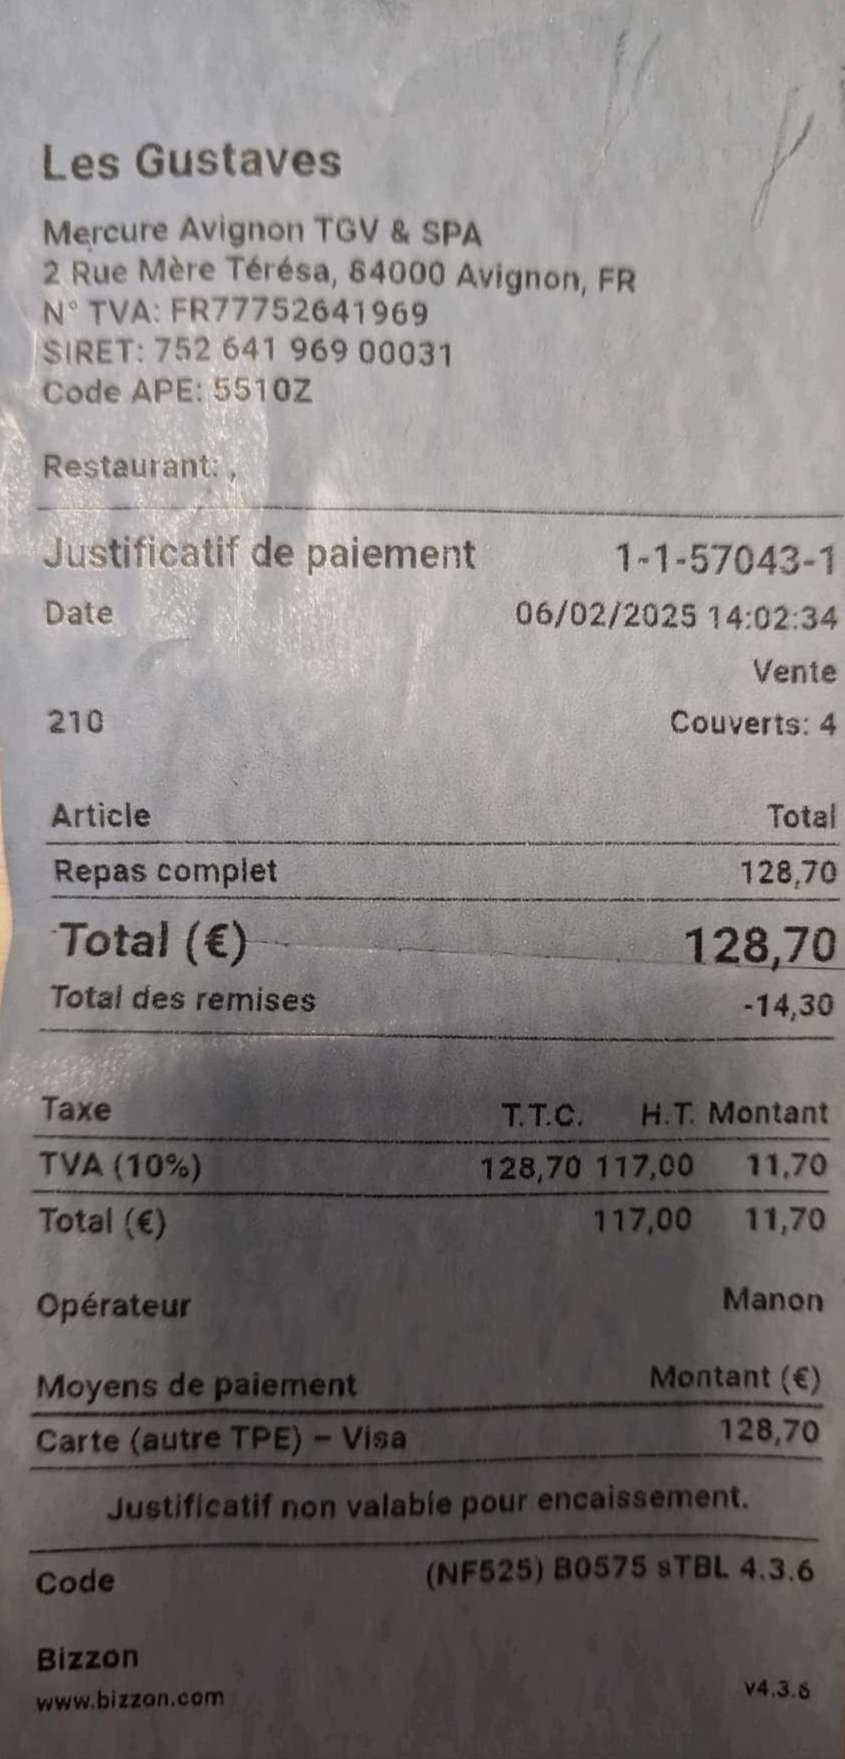 Les Gustaves
Mercure Avignon TGV & SPA
2 Rue Mère Térésa, 84000 Avignon, FR
N° TVA: FR77752641969
SIRET: 752 641 969 00031
Code APE: 5510Z
Restaurant: ,
Justificatif de paiement 1-1-57043-1
Date 06/02/2025 14:02:34
Vente
210 Couverts: 4
Article Total
Repas complet 128,70
Total (€) 128,70
Total des remises -14,30
Taxe T.T.C. H.T. Montant
TVA (10%) 128,70 117,00 11,70
Total (€) 117,00 11,70
Opérateur Manon
Moyens de paiement Montant (€)
Carte (autre TPE) – Visa 128,70
Justificatif non valable pour encaissement.
Code (NF525) B0575 sTBL 4.3.6
Bizzon
www.bizzon.com v4.3.6